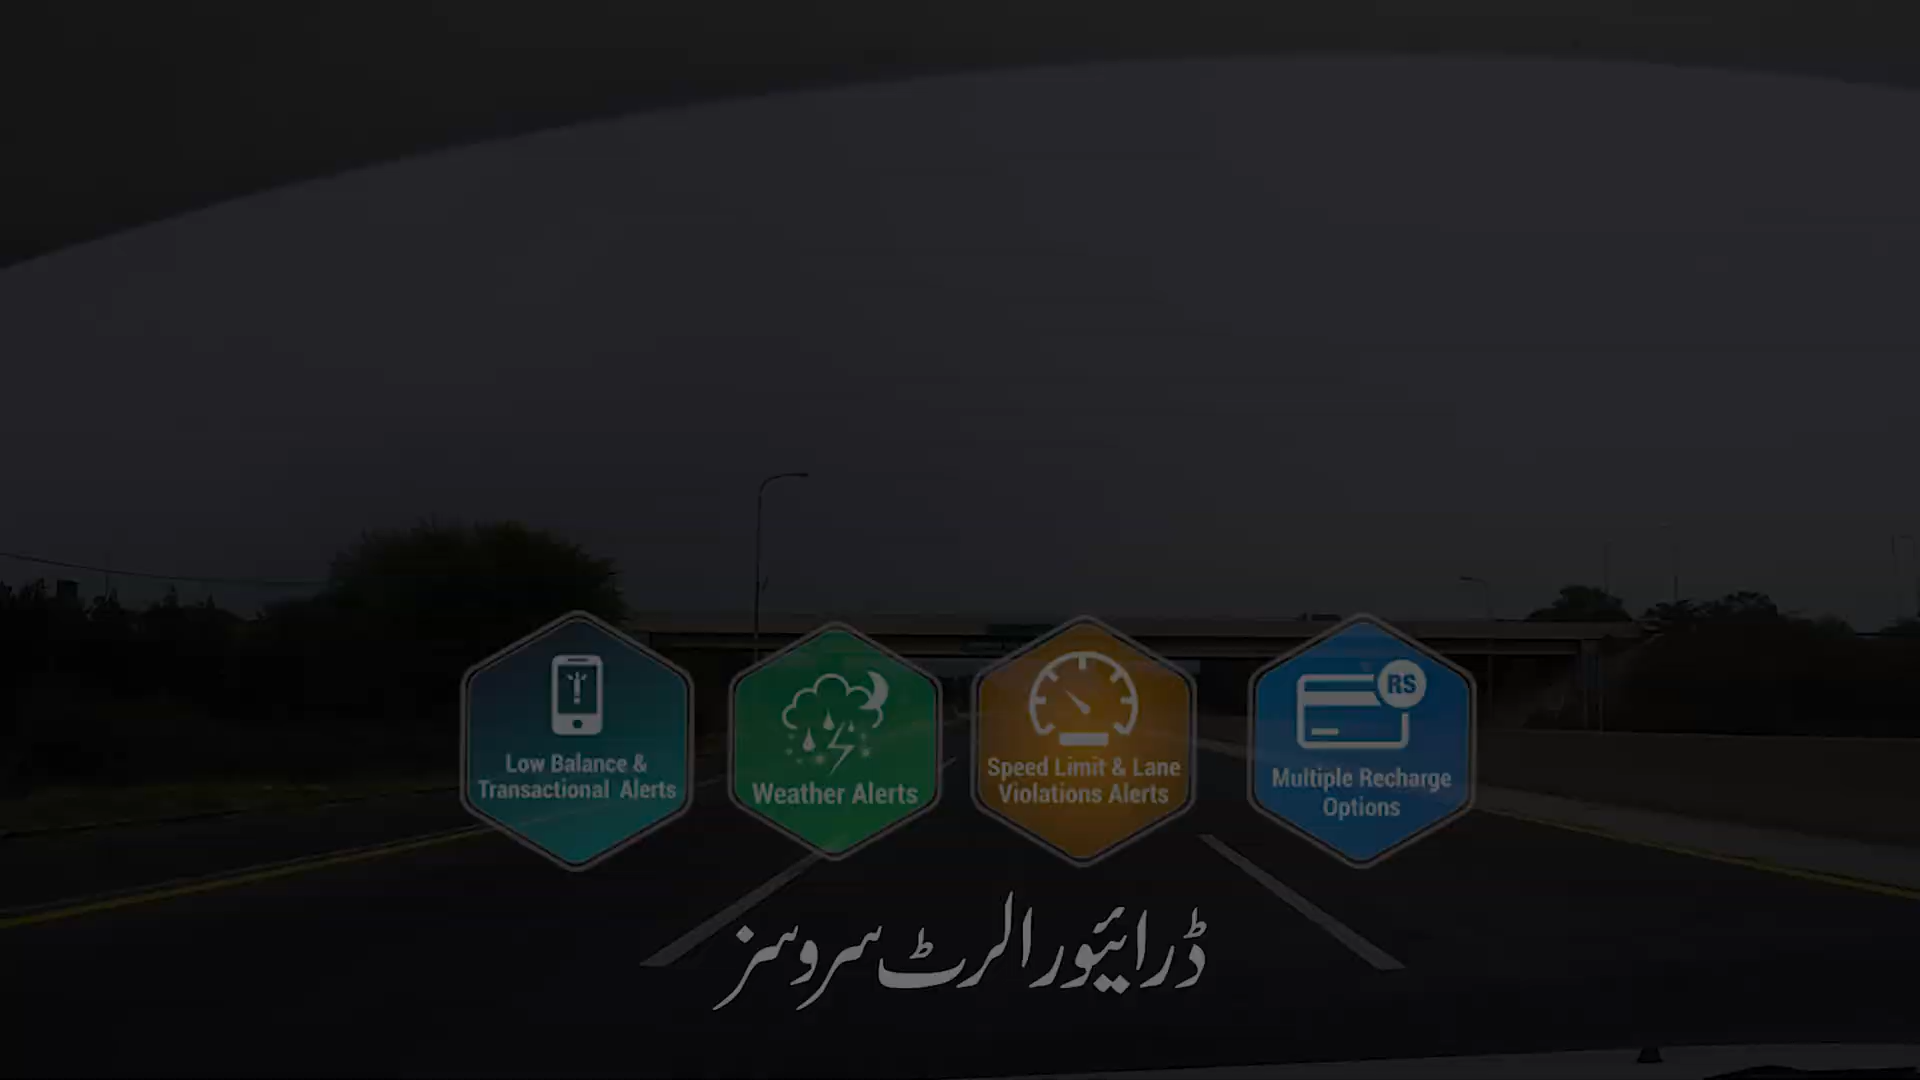 Low Balance &
Transactional Alerts
Weather Alerts
Speed Limit & Lane
Violations Alerts
RS
Multiple Recharge
Options
ڈرائیور الرٹ سروسز